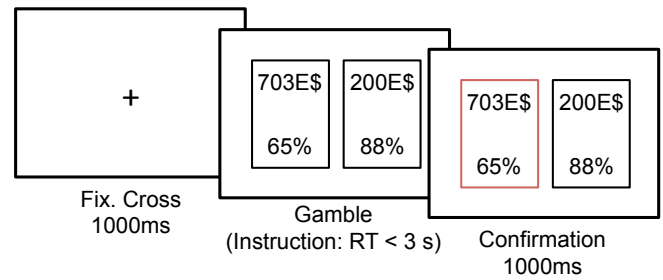 +
Fix. Cross
1000ms
703E$ 200E$
65% 88%
Gamble
(Instruction: RT < 3 s)
703E$ 200E$
65% 88%
Confirmation
1000ms